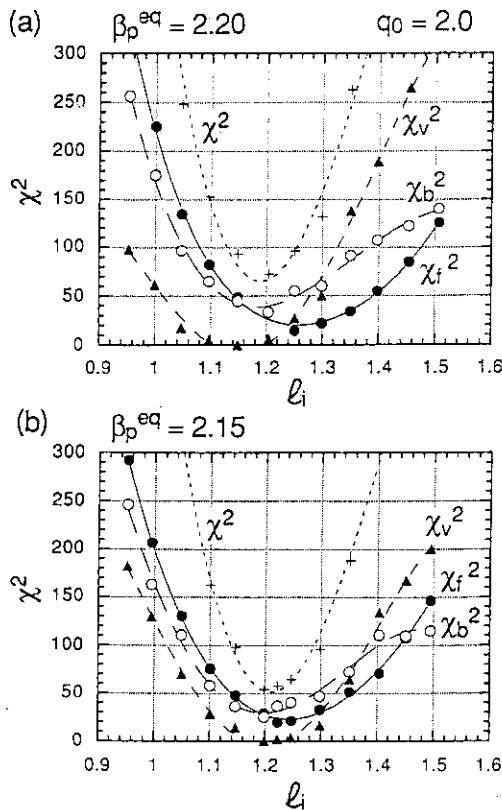 (a) βp^eq = 2.20 q0 = 2.0
300
250
200
150
100
50
0
χ²
χ²
χv²
χb²
χf²
0.9 1 1.1 1.2 1.3 1.4 1.5 1.6
ℓi
(b) βp^eq = 2.15
300
250
200
150
100
50
0
χ²
χ²
χv²
χf²
χb²
0.9 1 1.1 1.2 1.3 1.4 1.5 1.6
ℓi